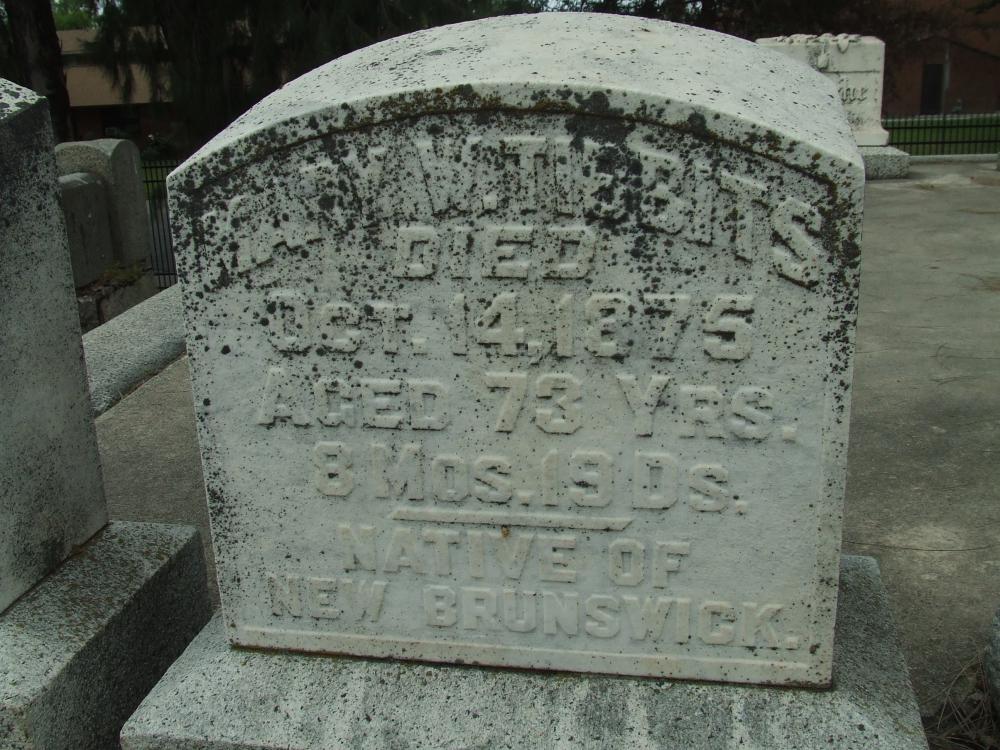 W. TIBBITS
DIED
OCT. 14, 1875
AGED 73 YRS.
8 MOS. 19 DS.
NATIVE OF
NEW BRUNSWICK.